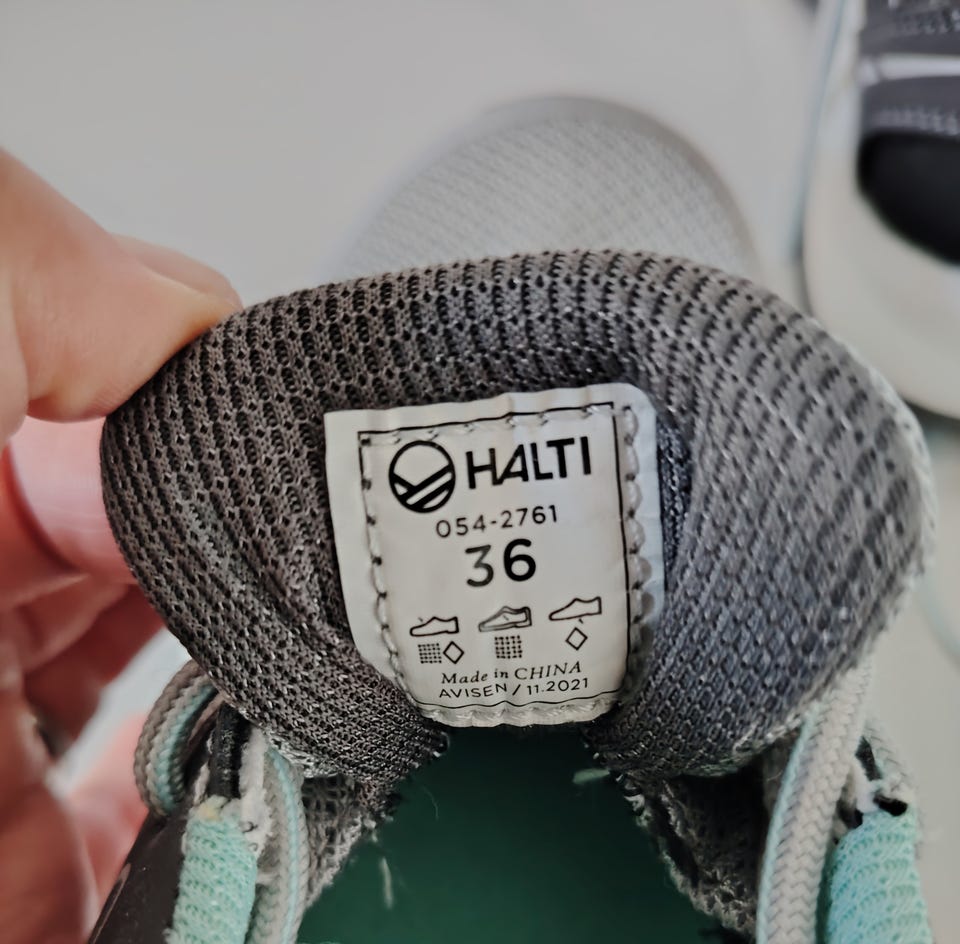 HALTI
054-2761
36
Made in CHINA
AVISEN / 11.2021